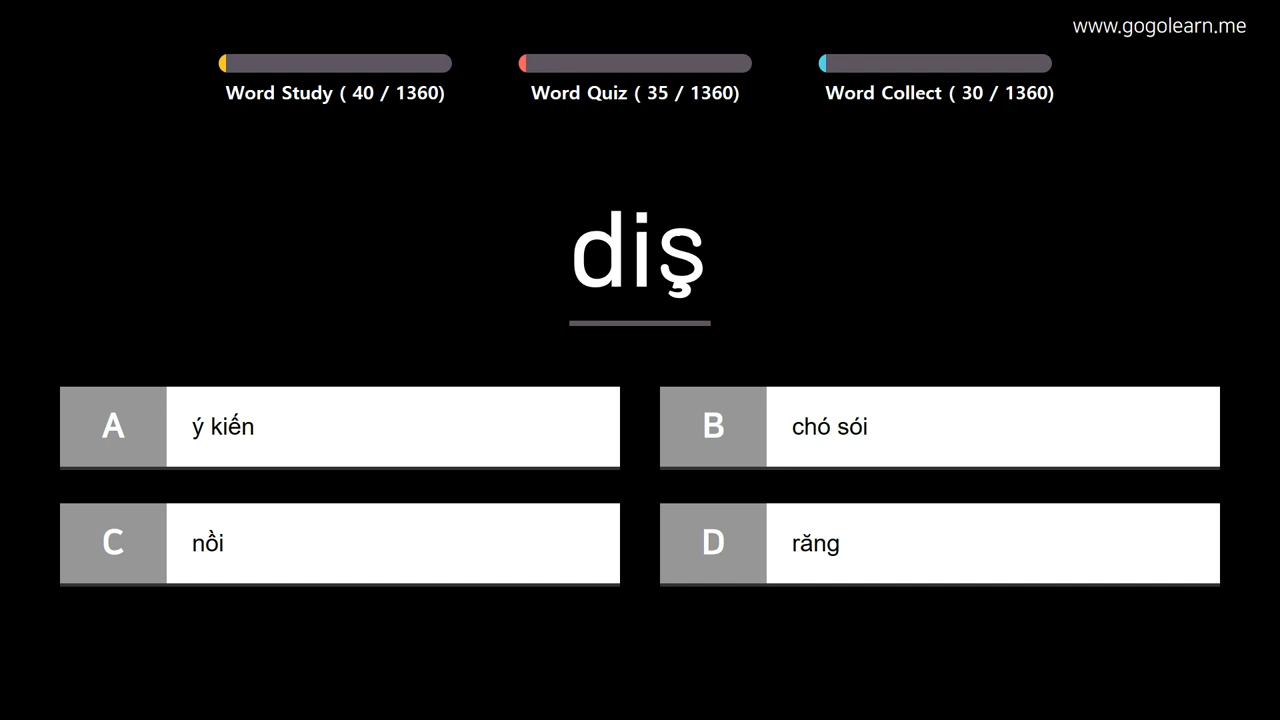 www.gogolearn.me
Word Study ( 40 / 1360)
Word Quiz ( 35 / 1360)
Word Collect ( 30 / 1360)
diş
A ý kiến
B chó sói
C nồi
D răng